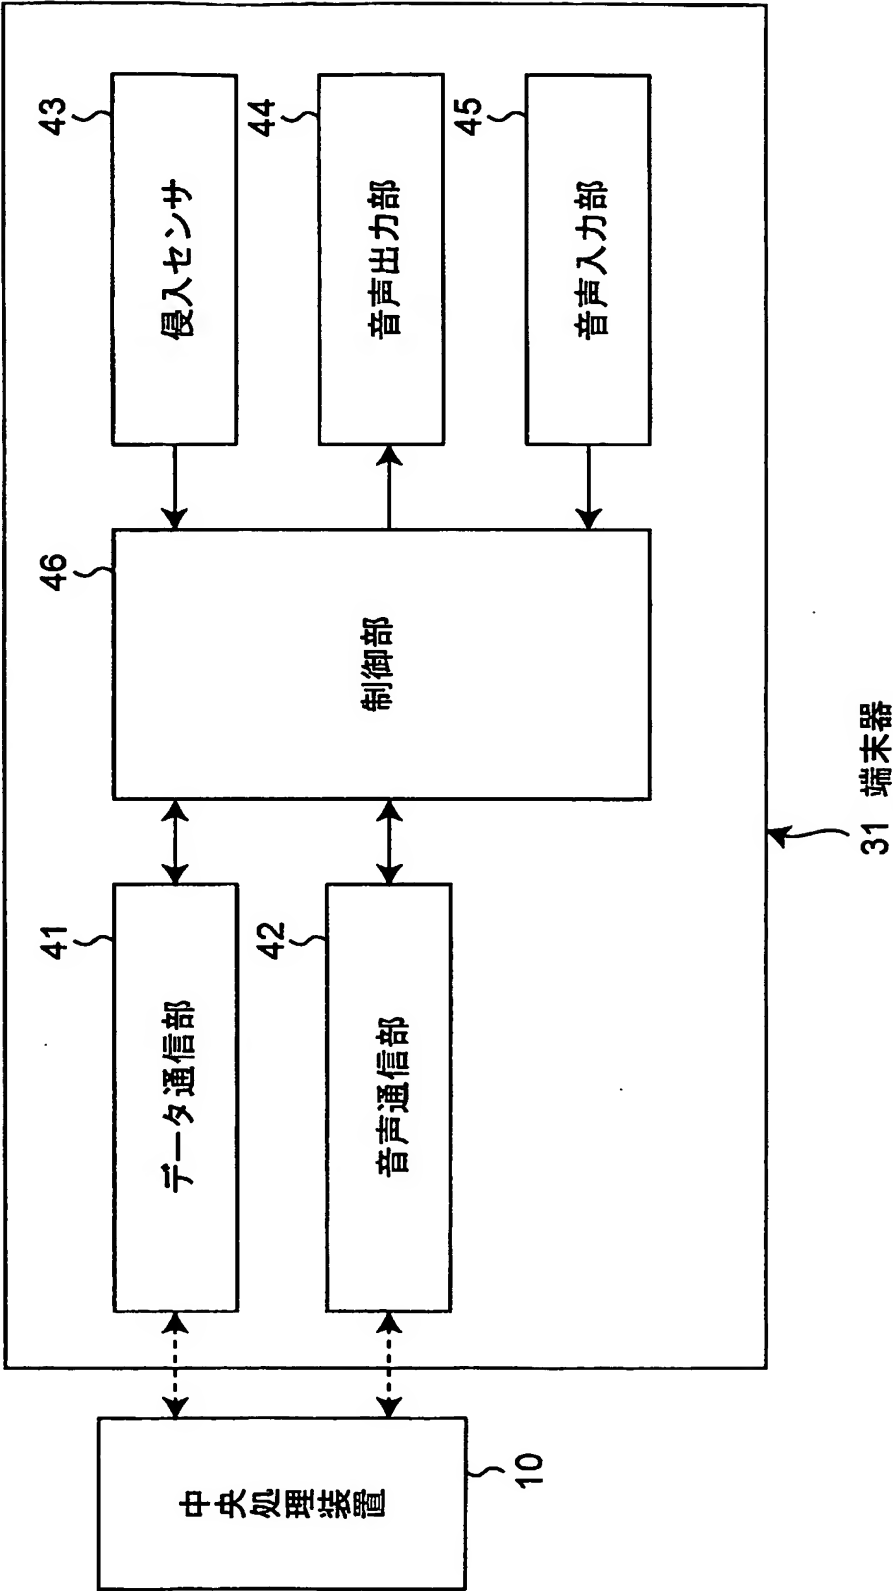 中央処理装置
10
41
データ通信部
42
音声通信部
46
制御部
43
侵入センサ
44
音声出力部
45
音声入力部
31 端末器